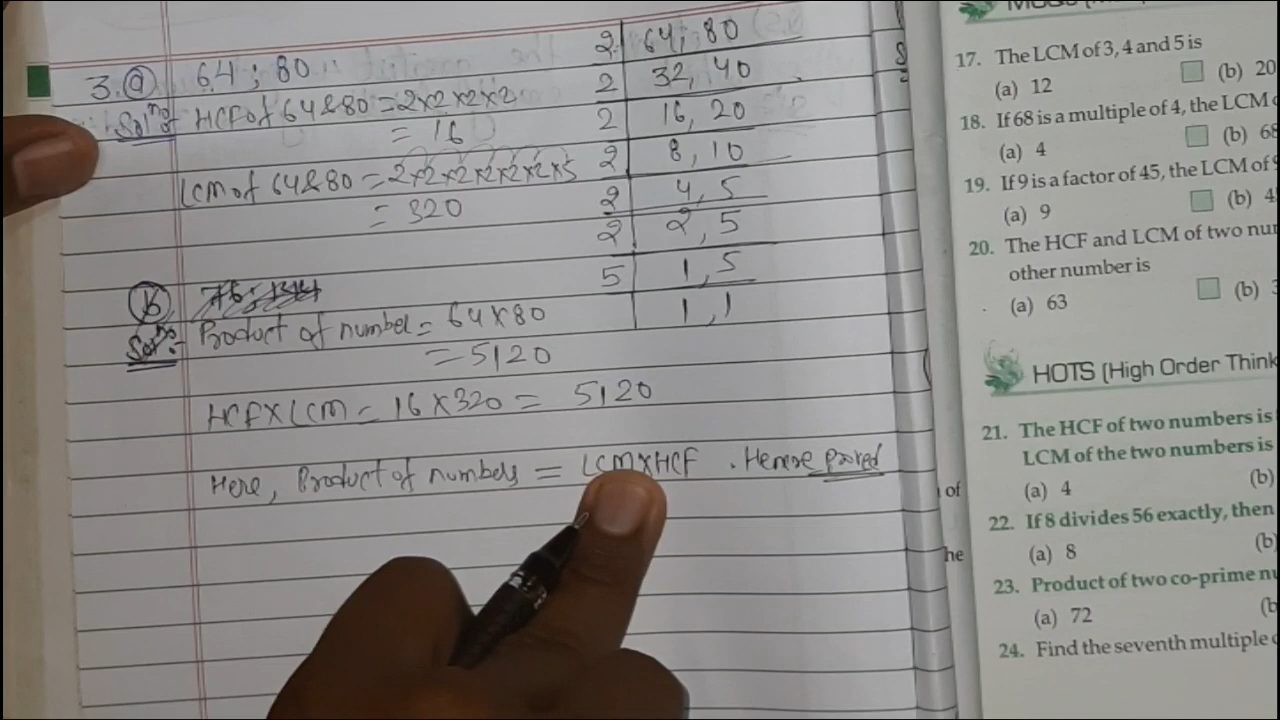 3. (a) 64, 80
Solno of HCF of 64 & 80 = 2×2×2×2
= 16
LCM of 64 & 80 = 2×2×2×2×2×2×5
= 320
2 | 64, 80
2 | 32, 40
2 | 16, 20
2 | 8, 10
2 | 4, 5
2 | 2, 5
5 | 1, 5
1, 1
(b)
Solno:- Product of number = 64 × 80
= 5120
HCF × LCM = 16 × 320 = 5120
Here, Product of numbers = LCM × HCF . Hence proved
17. The LCM of 3, 4 and 5 is
(a) 12 (b) 20
18. If 68 is a multiple of 4, the LCM
(a) 4 (b) 68
19. If 9 is a factor of 45, the LCM of
(a) 9 (b) 4
20. The HCF and LCM of two
other number is
(a) 63 (b)
HOTS (High Order Think
21. The HCF of two numbers is
LCM of the two numbers is
(a) 4 (b)
22. If 8 divides 56 exactly, then
(a) 8 (b)
23. Product of two co-prime
(a) 72 (b
24. Find the seventh multiple
of
he